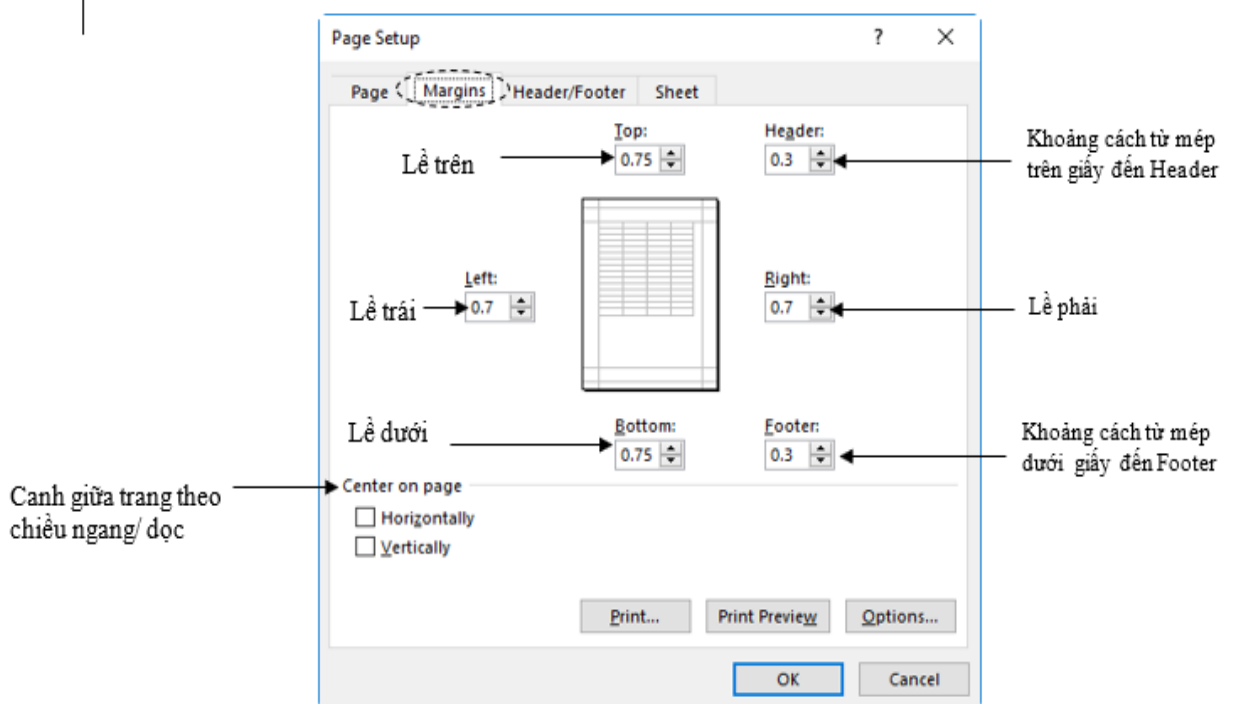 Page Setup ?
Page Margins Header/Footer Sheet
Top: Header:
Lề trên 0.75 0.3 Khoảng cách từ mép
trên giấy đến Header
Left: Right:
Lề trái 0.7 0.7 Lề phải
Lề dưới Bottom: Footer: Khoảng cách từ mép
0.75 0.3 dưới giấy đến Footer
Canh giữa trang theo Center on page
chiều ngang/ dọc Horizontally
Vertically
Print... Print Preview Options...
OK Cancel